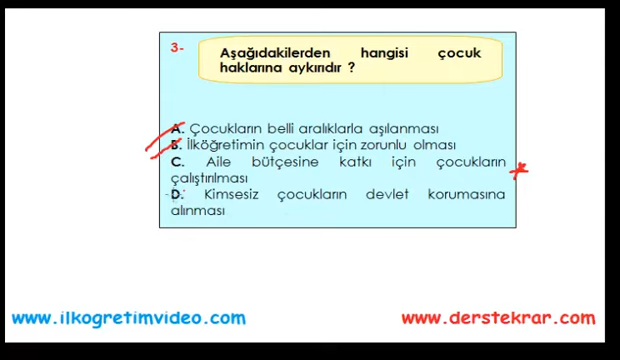 3- Aşağıdakilerden hangisi çocuk
haklarına aykırıdır ?
A. Çocukların belli aralıklarla aşılanması
B. İlköğretimin çocuklar için zorunlu olması
C. Aile bütçesine katkı için çocukların
çalıştırılması
D. Kimsesiz çocukların devlet korumasına
alınması
www.ilkogretimvideo.com www.derstekrar.com